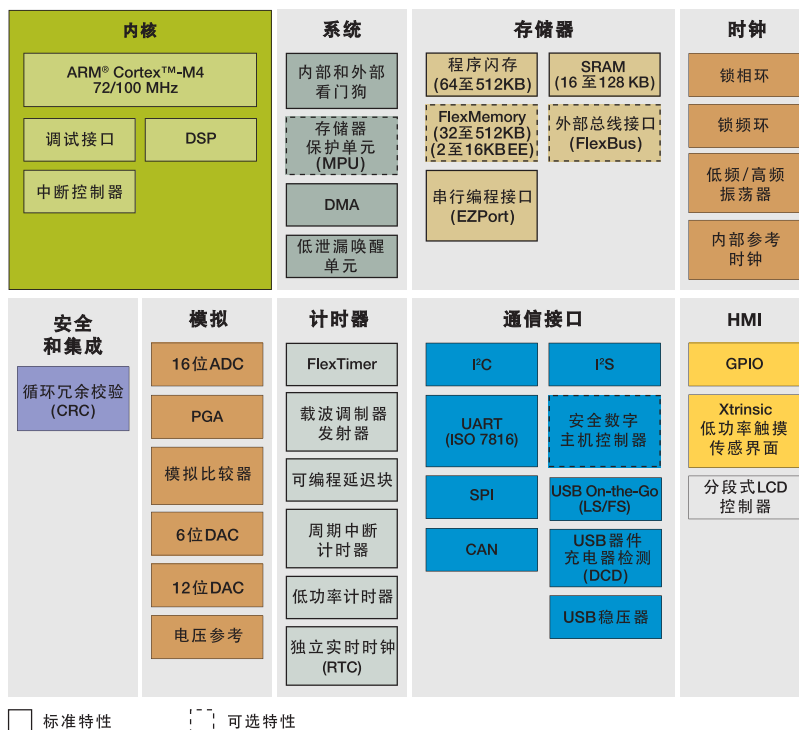 内核
ARM® Cortex™-M4
72/100 MHz
调试接口
DSP
中断控制器
系统
内部和外部
看门狗
存储器
保护单元
(MPU)
DMA
低泄漏唤醒
单元
存储器
程序闪存
(64至512KB)
SRAM
(16至128 KB)
FlexMemory
(32至512KB)
(2至16KBEE)
外部总线接口
(FlexBus)
串行编程接口
(EZPort)
时钟
锁相环
锁频环
低频/高频
振荡器
内部参考
时钟
安全
和集成
循环冗余校验
(CRC)
模拟
16位ADC
PGA
模拟比较器
6位DAC
12位DAC
电压参考
计时器
FlexTimer
载波调制器
发射器
可编程延迟块
周期中断
计时器
低功率计时器
独立实时时钟
(RTC)
通信接口
I²C
I²S
UART
(ISO 7816)
安全数字
主机控制器
SPI
USB On-the-Go
(LS/FS)
CAN
USB器件
充电器检测
(DCD)
USB稳压器
HMI
GPIO
Xtrinsic
低功率触摸
传感界面
分段式LCD
控制器
标准特性
可选特性